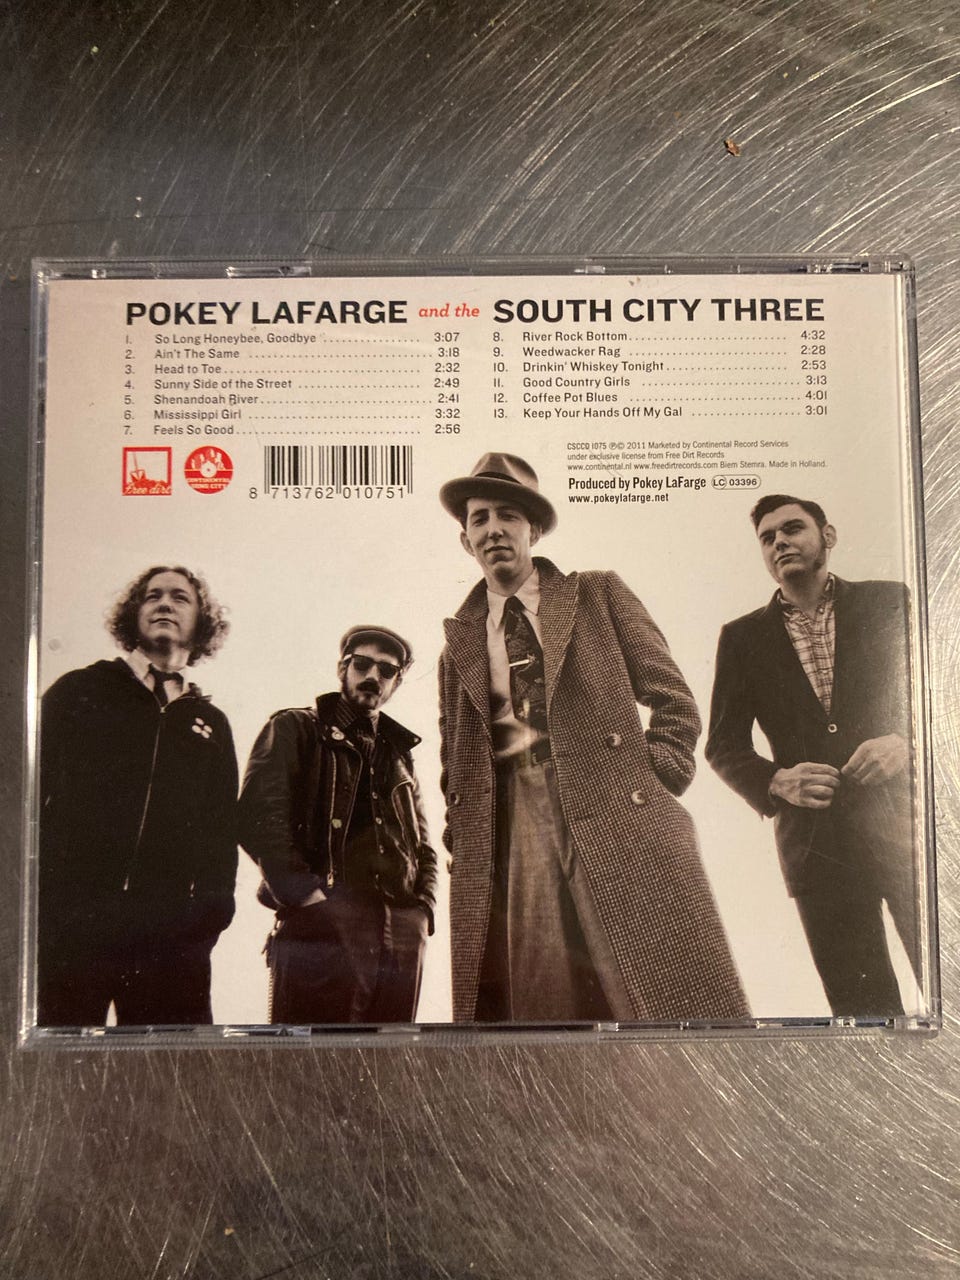 POKEY LAFARGE and the SOUTH CITY THREE
1. So Long Honeybee, Goodbye 3:07
2. Ain't The Same 3:18
3. Head to Toe 2:32
4. Sunny Side of the Street 2:49
5. Shenandoah River 2:41
6. Mississippi Girl 3:32
7. Feels So Good 2:56
8. River Rock Bottom 4:32
9. Weedwacker Rag 2:28
10. Drinkin' Whiskey Tonight 2:53
11. Good Country Girls 3:13
12. Coffee Pot Blues 4:01
13. Keep Your Hands Off My Gal 3:01
free dirt
CONTINENTAL
SONG CITY
8 713762 010751
CSCCD 1075 ℗© 2011 Marketed by Continental Record Services
under exclusive license from Free Dirt Records
www.continental.nl www.freedirtrecords.com Biem Stemra. Made in Holland.
Produced by Pokey LaFarge LC 03396
www.pokeylafarge.net